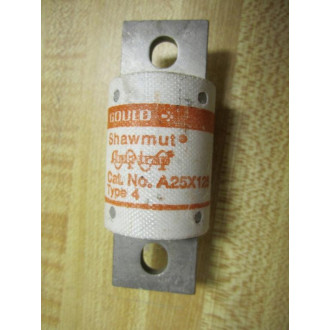 GOULD
Shawmut
Amp-trap
Cat. No. A25X125
Type 4